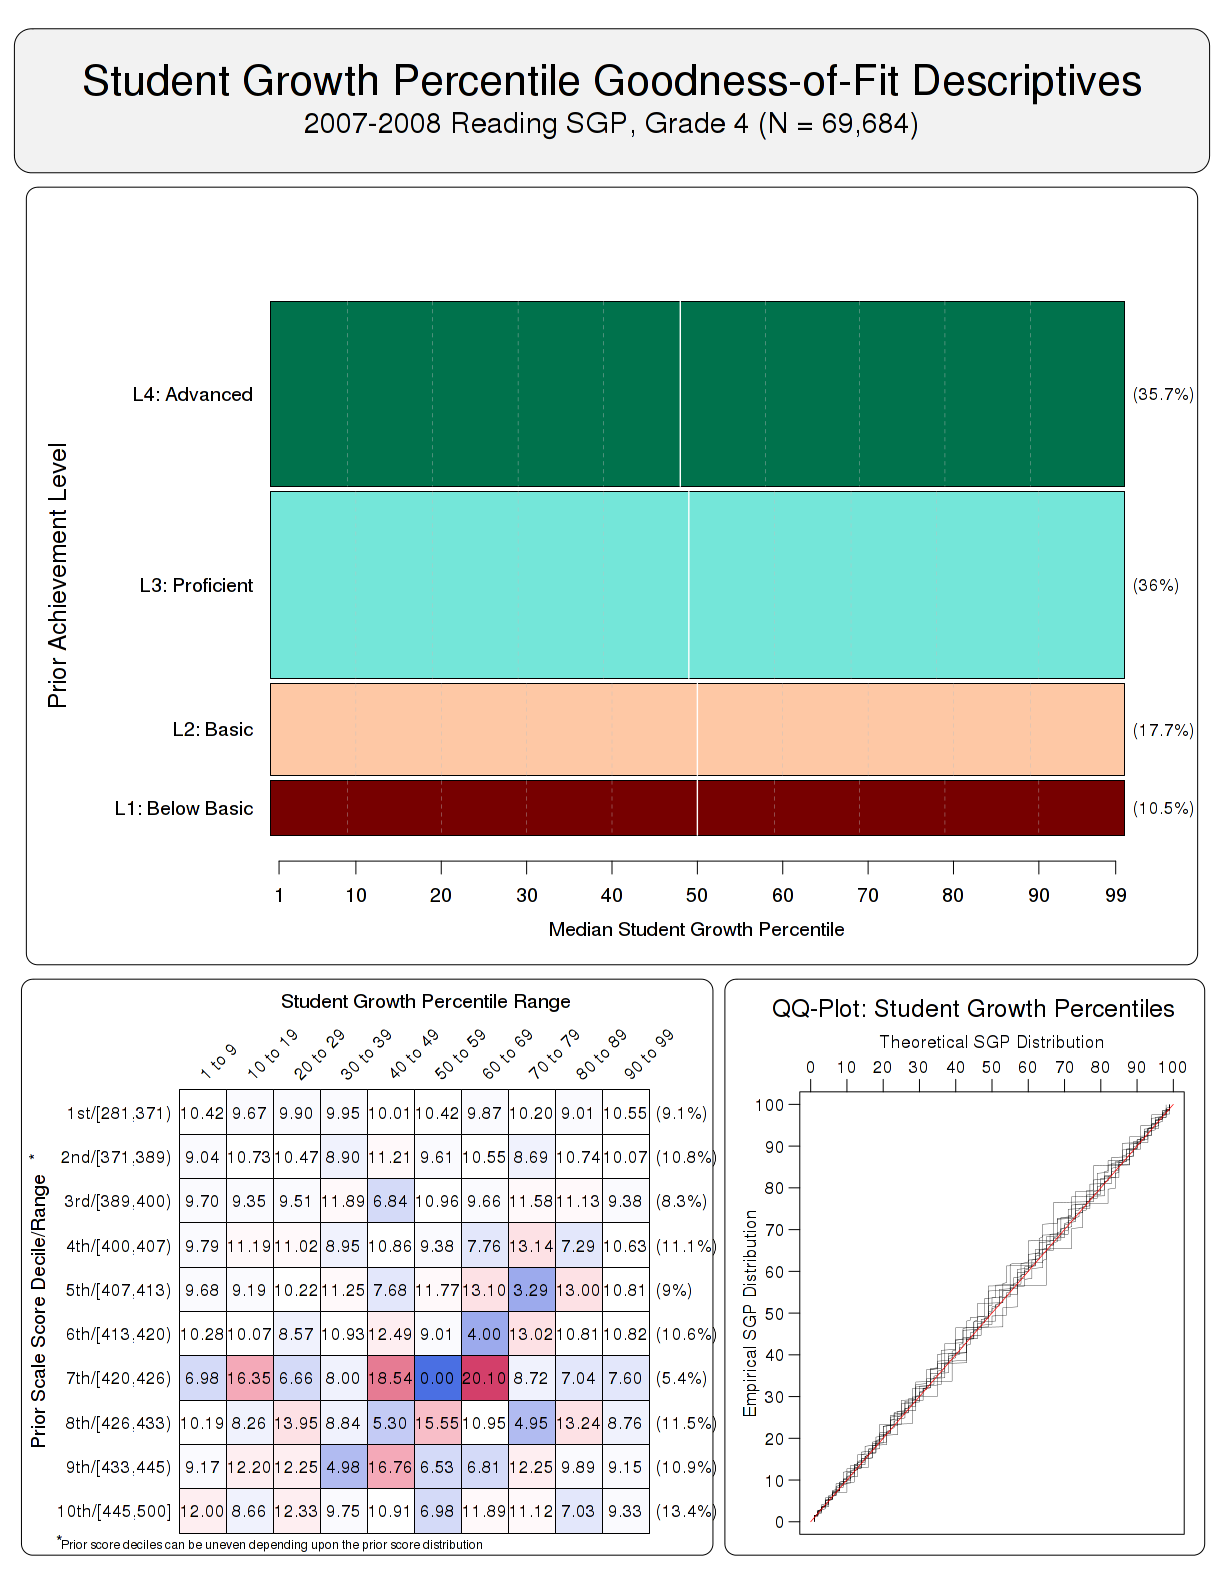 Student Growth Percentile Goodness-of-Fit Descriptives
2007-2008 Reading SGP, Grade 4 (N = 69,684)
Prior Achievement Level
L4: Advanced (35.7%)
L3: Proficient (36%)
L2: Basic (17.7%)
L1: Below Basic (10.5%)
1 10 20 30 40 50 60 70 80 90 99
Median Student Growth Percentile
Student Growth Percentile Range
1 to 9 10 to 19 20 to 29 30 to 39 40 to 49 50 to 59 60 to 69 70 to 79 80 to 89 90 to 99
Prior Scale Score Decile/Range *
1st/[281,371) 10.42 9.67 9.90 9.95 10.01 10.42 9.87 10.20 9.01 10.55 (9.1%)
2nd/[371,389) 9.04 10.73 10.47 8.90 11.21 9.61 10.55 8.69 10.74 10.07 (10.8%)
3rd/[389,400) 9.70 9.35 9.51 11.89 6.84 10.96 9.66 11.58 11.13 9.38 (8.3%)
4th/[400,407) 9.79 11.19 11.02 8.95 10.86 9.38 7.76 13.14 7.29 10.63 (11.1%)
5th/[407,413) 9.68 9.19 10.22 11.25 7.68 11.77 13.10 3.29 13.00 10.81 (9%)
6th/[413,420) 10.28 10.07 8.57 10.93 12.49 9.01 4.00 13.02 10.81 10.82 (10.6%)
7th/[420,426) 6.98 16.35 6.66 8.00 18.54 0.00 20.10 8.72 7.04 7.60 (5.4%)
8th/[426,433) 10.19 8.26 13.95 8.84 5.30 15.55 10.95 4.95 13.24 8.76 (11.5%)
9th/[433,445) 9.17 12.20 12.25 4.98 16.76 6.53 6.81 12.25 9.89 9.15 (10.9%)
10th/[445,500] 12.00 8.66 12.33 9.75 10.91 6.98 11.89 11.12 7.03 9.33 (13.4%)
*Prior score deciles can be uneven depending upon the prior score distribution
QQ-Plot: Student Growth Percentiles
Theoretical SGP Distribution
0 10 20 30 40 50 60 70 80 90 100
Empirical SGP Distribution
100
90
80
70
60
50
40
30
20
10
0